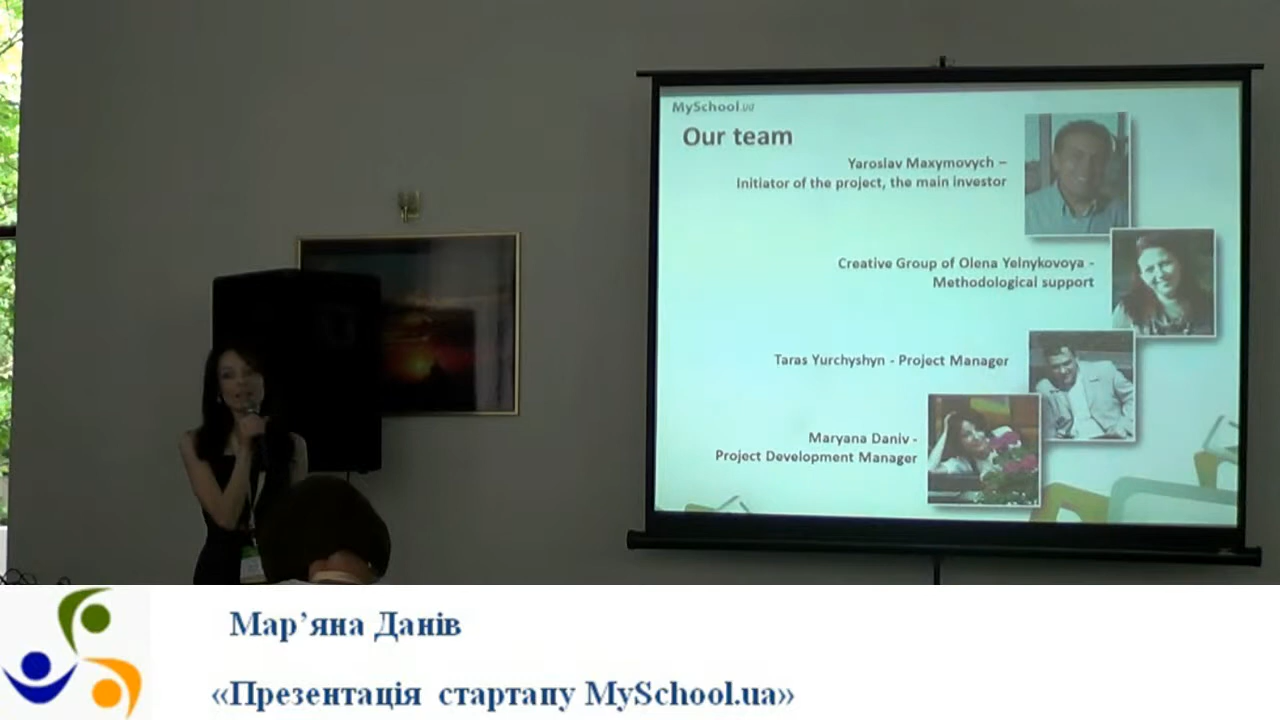 MySchool.ua
Our team
Yaroslav Maxymovych –
Initiator of the project, the main investor
Creative Group of Olena Yelnykovoya -
Methodological support
Taras Yurchyshyn - Project Manager
Maryana Daniv -
Project Development Manager
Мар’яна Данів
«Презентація стартапу MySchool.ua»